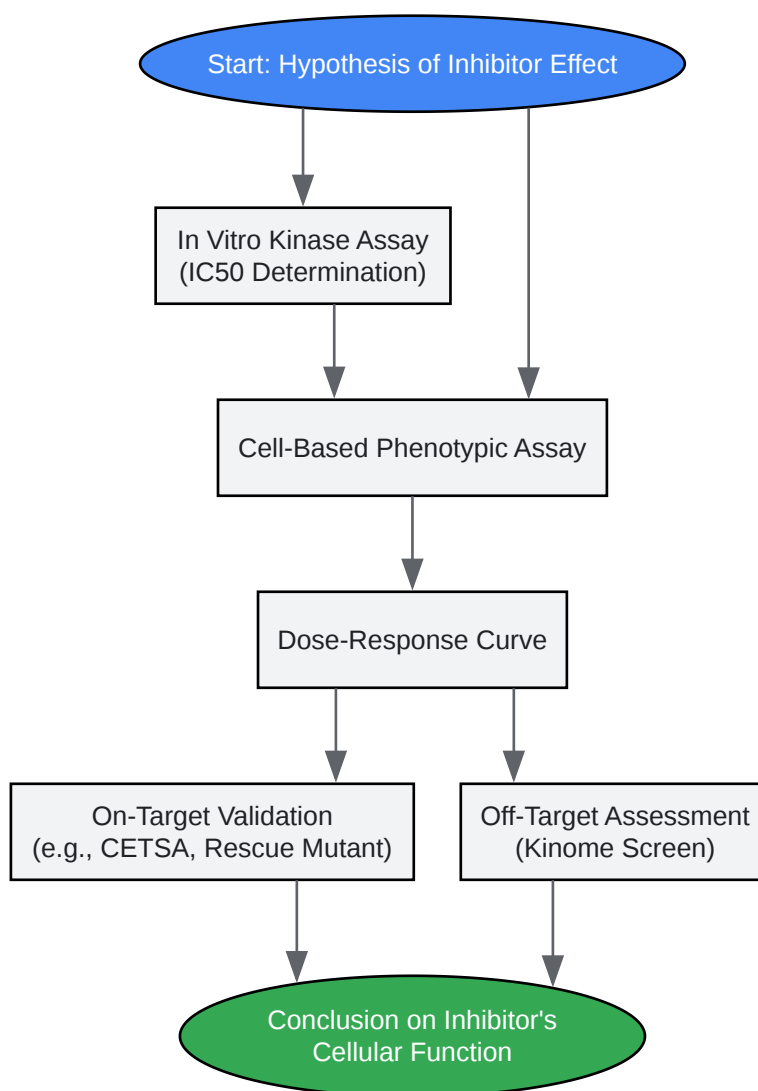 Start: Hypothesis of Inhibitor Effect
In Vitro Kinase Assay
(IC50 Determination)
Cell-Based Phenotypic Assay
Dose-Response Curve
On-Target Validation
(e.g., CETSA, Rescue Mutant)
Off-Target Assessment
(Kinome Screen)
Conclusion on Inhibitor's
Cellular Function